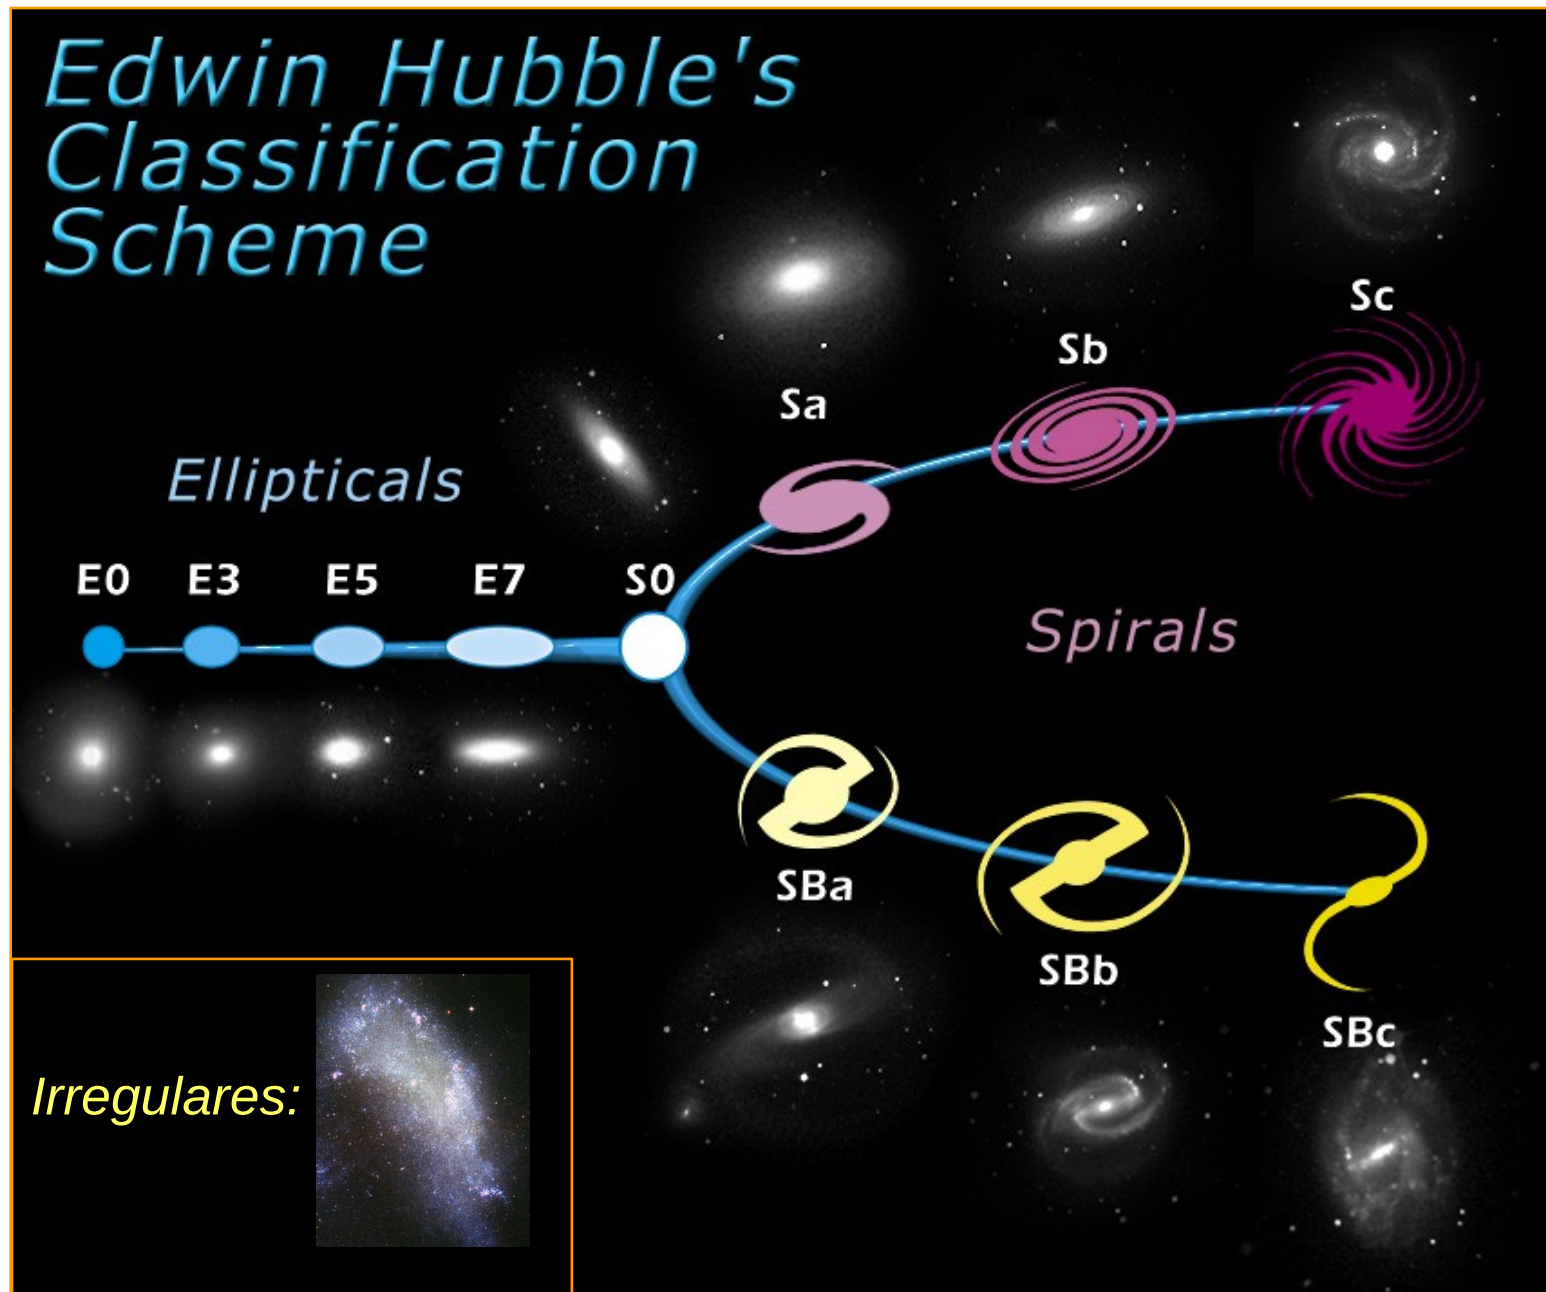 Edwin Hubble's
Classification
Scheme
Sc
Sb
Sa
Ellipticals
E0 E3 E5 E7 S0
Spirals
SBa
SBb
SBc
Irregulares: